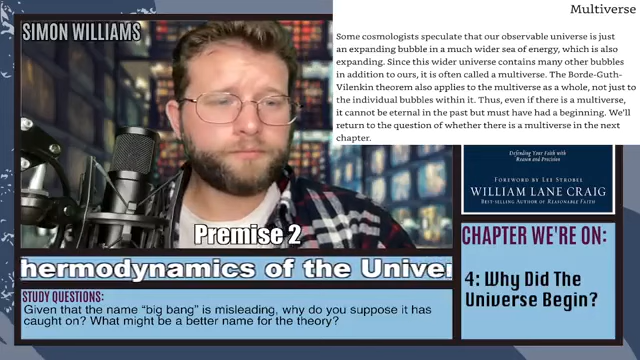 SIMON WILLIAMS
Multiverse
Some cosmologists speculate that our observable universe is just
an expanding bubble in a much wider sea of energy, which is also
expanding. Since this wider universe contains many other bubbles
in addition to ours, it is often called a multiverse. The Borde-Guth-
Vilenkin theorem also applies to the multiverse as a whole, not just to
the individual bubbles within it. Thus, even if there is a multiverse,
it cannot be eternal in the past but must have had a beginning. We'll
return to the question of whether there is a multiverse in the next
chapter.
Defending Your Faith with
Reason and Precision
FOREWORD BY LEE STROBEL
WILLIAM LANE CRAIG
BEST-SELLING AUTHOR OF REASONABLE FAITH
Premise 2
hermodynamics of the Univer
CHAPTER WE'RE ON:
4: Why Did The
Universe Begin?
STUDY QUESTIONS:
Given that the name “big bang” is misleading, why do you suppose it has
caught on? What might be a better name for the theory?